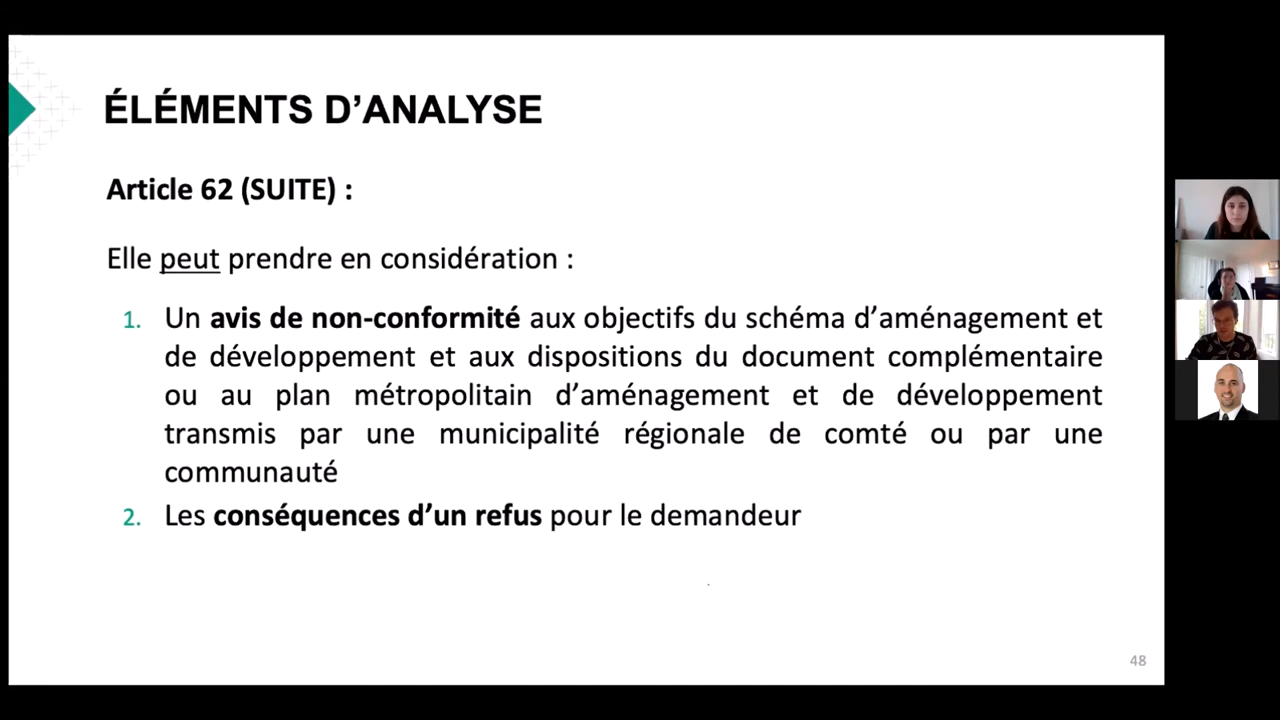 ÉLÉMENTS D’ANALYSE
Article 62 (SUITE) :
Elle peut prendre en considération :
1. Un avis de non-conformité aux objectifs du schéma d’aménagement et
de développement et aux dispositions du document complémentaire
ou au plan métropolitain d’aménagement et de développement
transmis par une municipalité régionale de comté ou par une
communauté
2. Les conséquences d’un refus pour le demandeur
48